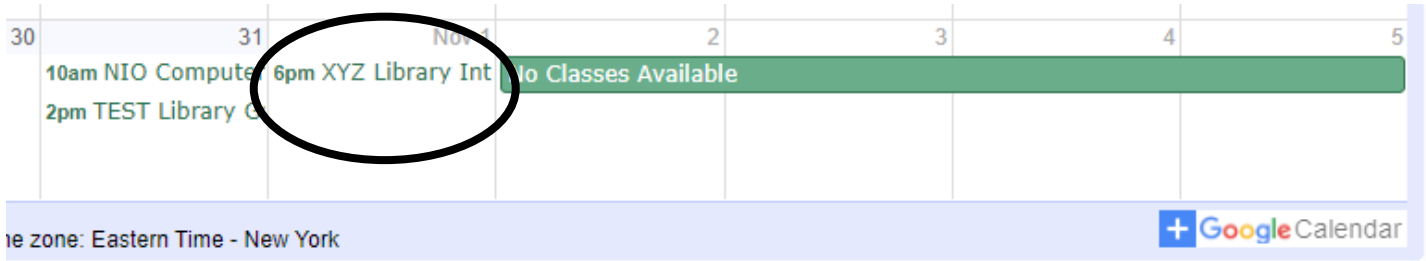 30 31 Nov 1 2 3 4 5
10am NIO Computer 6pm XYZ Library Int No Classes Available
2pm TEST Library G
ne zone: Eastern Time - New York + Google Calendar